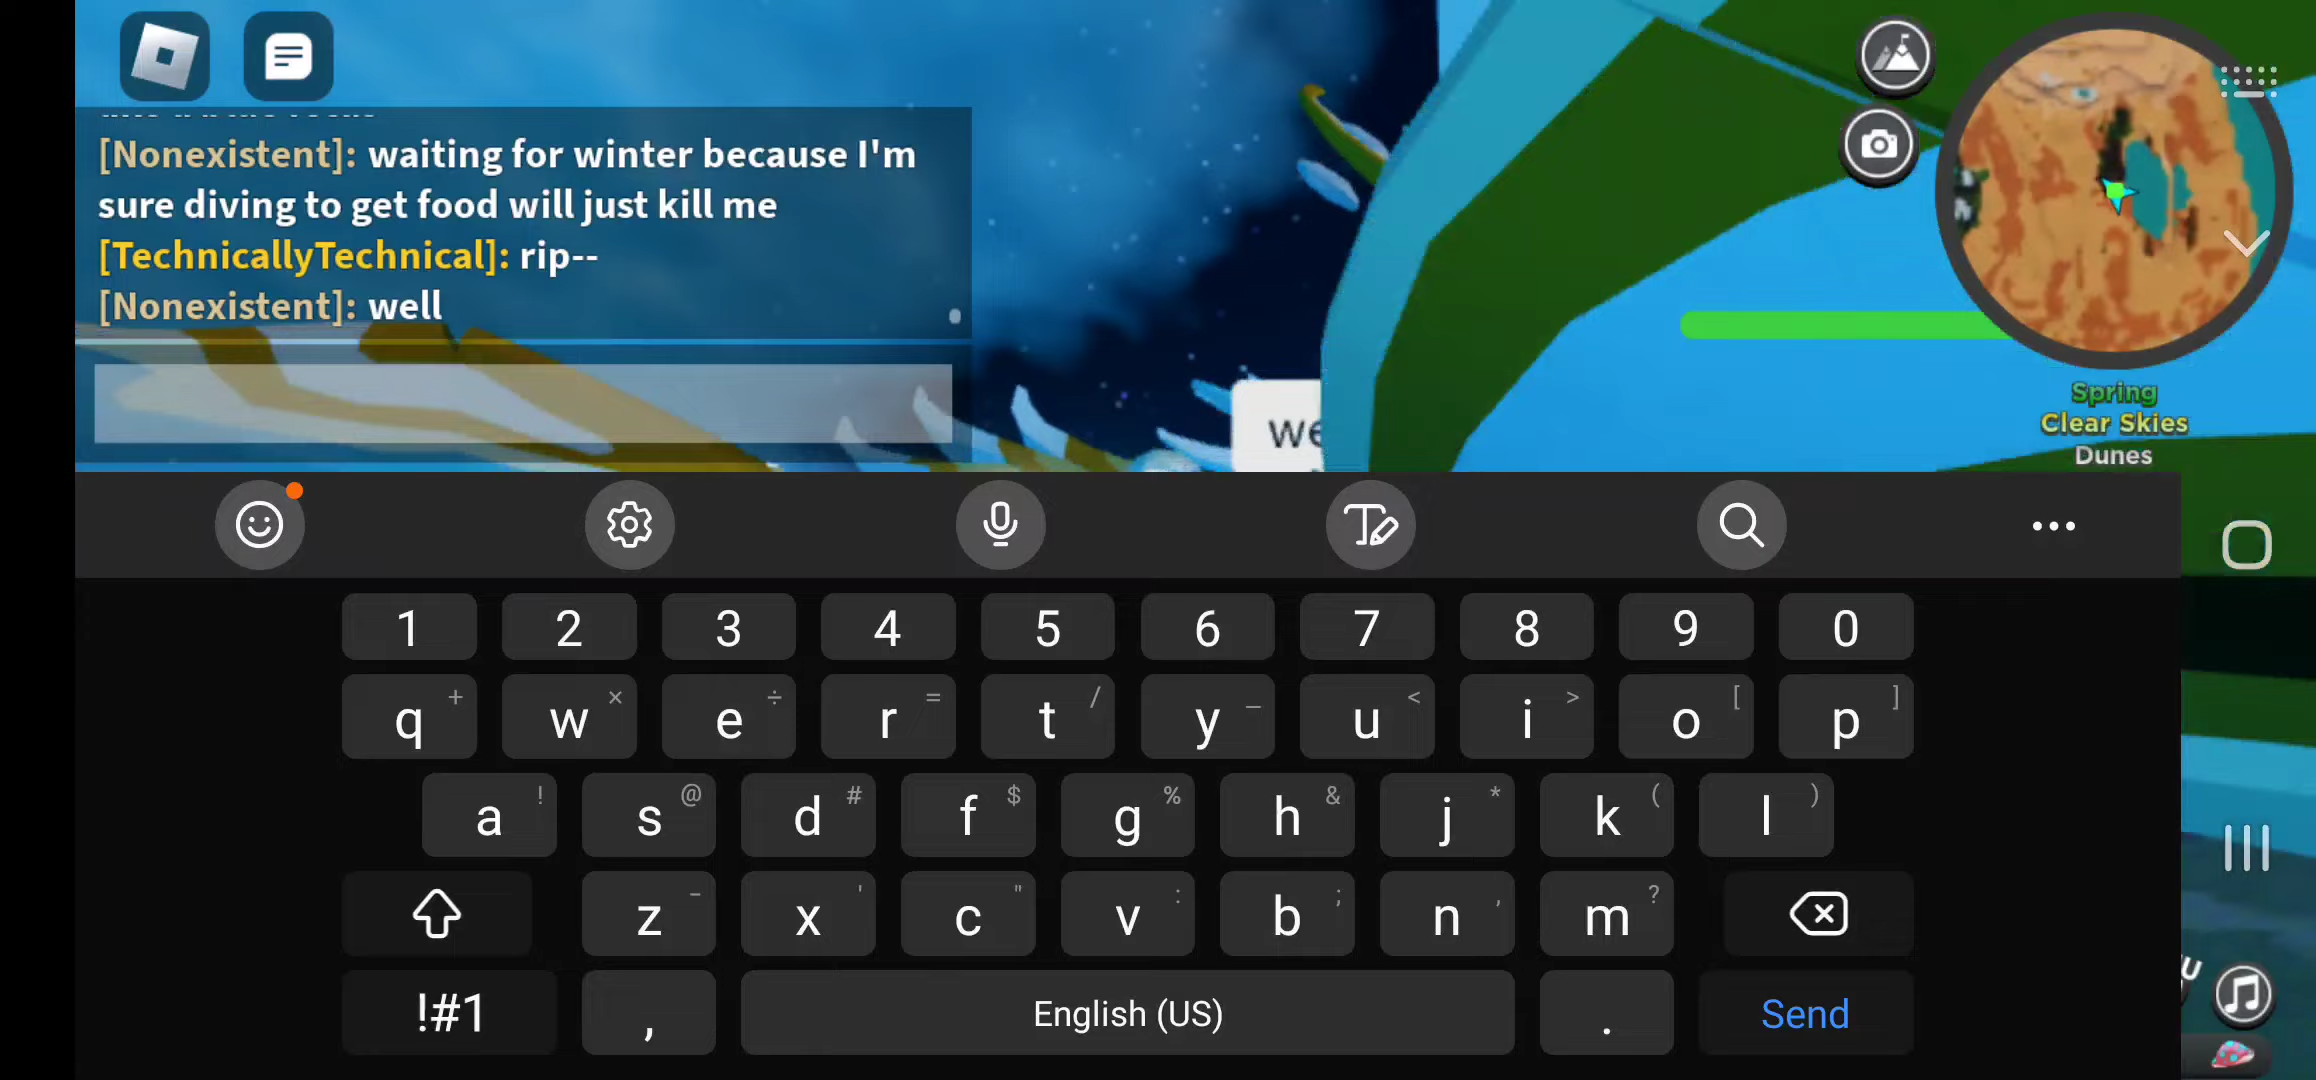 [Nonexistent]: waiting for winter because I'm
sure diving to get food will just kill me
[TechnicallyTechnical]: rip--
[Nonexistent]: well
we
Spring
Clear Skies
Dunes
1 2 3 4 5 6 7 8 9 0
q + w × e ÷ r = t / y _ u < i > o [ p ]
a ! s @ d # f $ g % h & j * k ( l )
z - x ' c " v : b ; n , m ?
!#1 , English (US) . Send